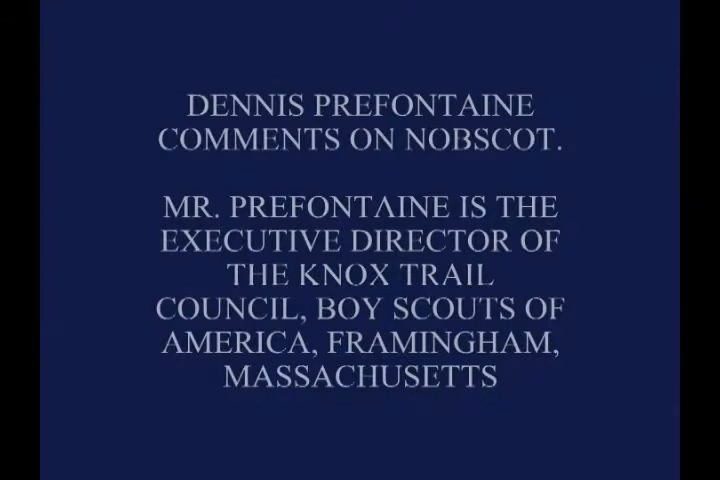 DENNIS PREFONTAINE
COMMENTS ON NOBSCOT.
MR. PREFONTAINE IS THE
EXECUTIVE DIRECTOR OF
THE KNOX TRAIL
COUNCIL, BOY SCOUTS OF
AMERICA, FRAMINGHAM,
MASSACHUSETTS